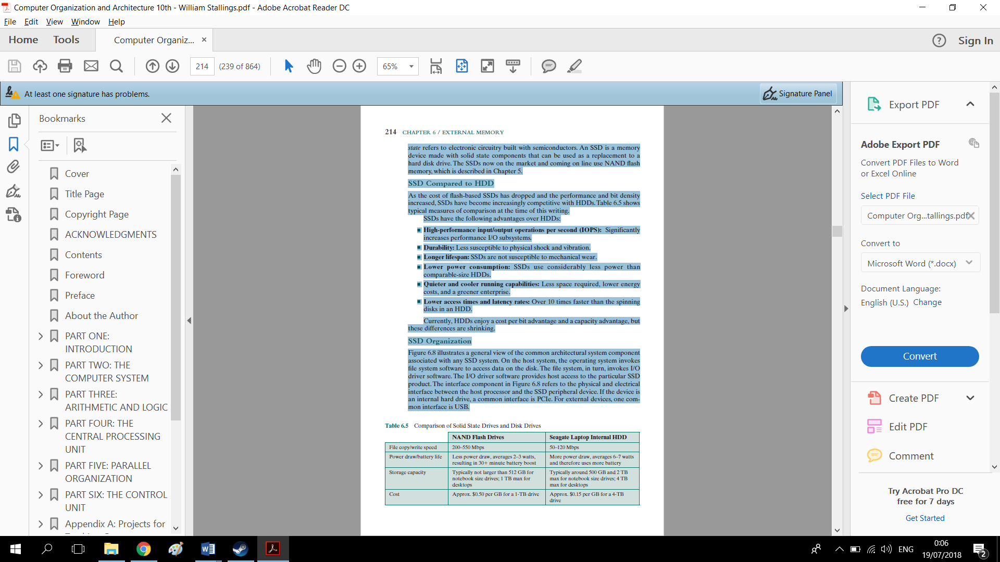 Computer Organization and Architecture 10th - William Stallings.pdf - Adobe Acrobat Reader DC
File Edit View Window Help
Home Tools Computer Organiz... Sign In
214 (239 of 864) 65%
At least one signature has problems. Signature Panel
Bookmarks
Cover
Title Page
Copyright Page
ACKNOWLEDGMENTS
Contents
Foreword
Preface
About the Author
PART ONE:
INTRODUCTION
PART TWO: THE
COMPUTER SYSTEM
PART THREE:
ARITHMETIC AND LOGIC
PART FOUR: THE
CENTRAL PROCESSING
UNIT
PART FIVE: PARALLEL
ORGANIZATION
PART SIX: THE CONTROL
UNIT
Appendix A: Projects for
214 CHAPTER 6 / EXTERNAL MEMORY
state refers to electronic circuitry built with semiconductors. An SSD is a memory
device made with solid state components that can be used as a replacement to a
hard disk drive. The SSDs now on the market and coming on line use NAND flash
memory, which is described in Chapter 5.
SSD Compared to HDD
As the cost of flash-based SSDs has dropped and the performance and bit density
increased, SSDs have become increasingly competitive with HDDs. Table 6.5 shows
typical measures of comparison at the time of this writing.
SSDs have the following advantages over HDDs:
■ High-performance input/output operations per second (IOPS): Significantly
increases performance I/O subsystems.
■ Durability: Less susceptible to physical shock and vibration.
■ Longer lifespan: SSDs are not susceptible to mechanical wear.
■ Lower power consumption: SSDs use considerably less power than
comparable-size HDDs.
■ Quieter and cooler running capabilities: Less space required, lower energy
costs, and a greener enterprise.
■ Lower access times and latency rates: Over 10 times faster than the spinning
disks in an HDD.
Currently, HDDs enjoy a cost per bit advantage and a capacity advantage, but
these differences are shrinking.
SSD Organization
Figure 6.8 illustrates a general view of the common architectural system component
associated with any SSD system. On the host system, the operating system invokes
file system software to access data on the disk. The file system, in turn, invokes I/O
driver software. The I/O driver software provides host access to the particular SSD
product. The interface component in Figure 6.8 refers to the physical and electrical
interface between the host processor and the SSD peripheral device. If the device is
an internal hard drive, a common interface is PCIe. For external devices, one com-
mon interface is USB.
Table 6.5 Comparison of Solid State Drives and Disk Drives
NAND Flash Drives Seagate Laptop Internal HDD
File copy/write speed 200–550 Mbps 50–120 Mbps
Power draw/battery life Less power draw, averages 2–3 watts, More power draw, averages 6–7 watts
resulting in 30+ minute battery boost and therefore uses more battery
Storage capacity Typically not larger than 512 GB for Typically around 500 GB and 2 TB
notebook size drives; 1 TB max for max for notebook size drives; 4 TB
desktops max for desktops
Cost Approx. $0.50 per GB for a 1-TB drive Approx. $0.15 per GB for a 4-TB
drive
Export PDF
Adobe Export PDF
Convert PDF Files to Word
or Excel Online
Select PDF File
Computer Org...tallings.pdf
Convert to
Microsoft Word (*.docx)
Document Language:
English (U.S.) Change
Convert
Create PDF
Edit PDF
Comment
Try Acrobat Pro DC
free for 7 days
Get Started
ENG
0:06
19/07/2018
2